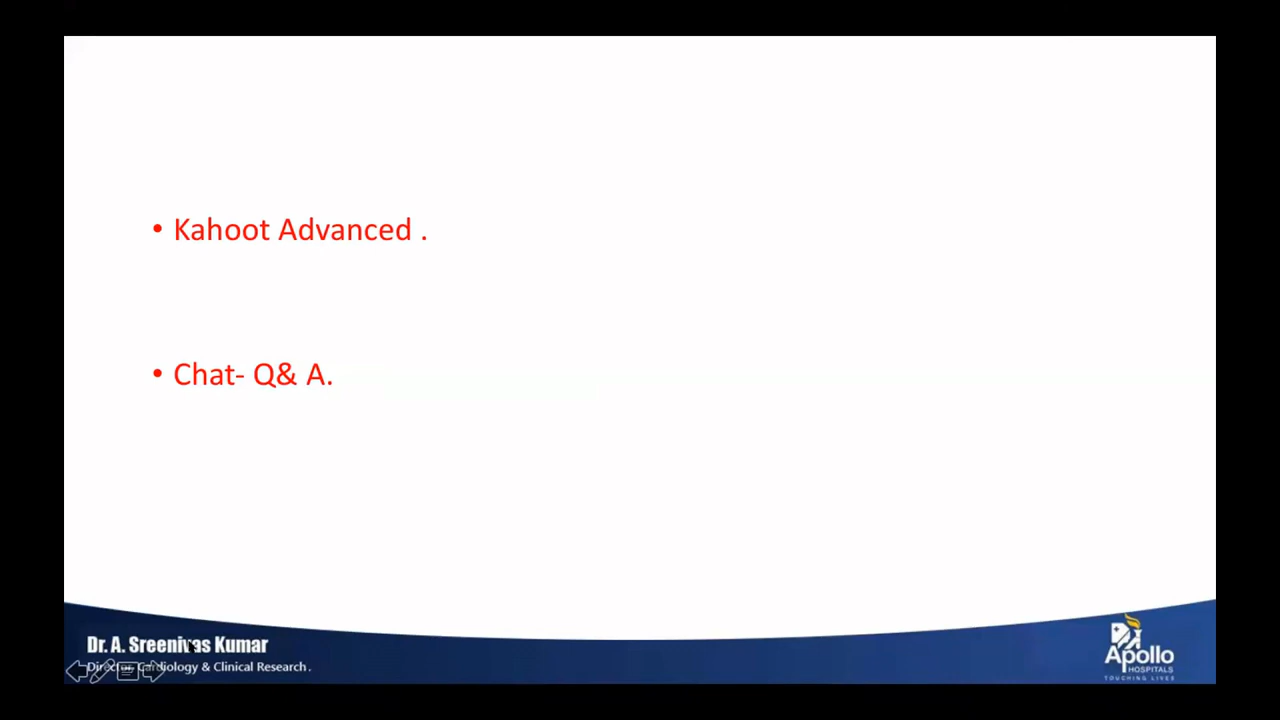 • Kahoot Advanced .
• Chat- Q& A.
Dr. A. Sreenivas Kumar
Director, Cardiology & Clinical Research .
Apollo
HOSPITALS
TOUCHING LIVES